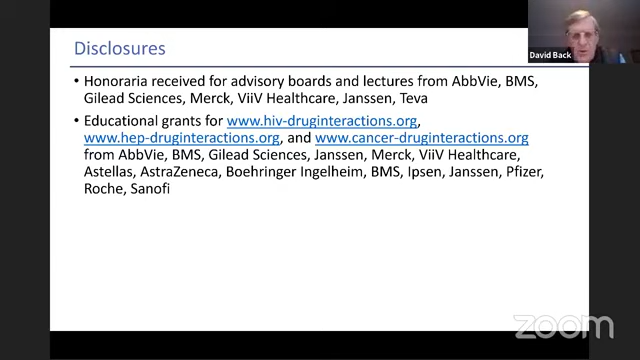 Disclosures
• Honoraria received for advisory boards and lectures from AbbVie, BMS,
Gilead Sciences, Merck, ViiV Healthcare, Janssen, Teva
• Educational grants for www.hiv-druginteractions.org,
www.hep-druginteractions.org, and www.cancer-druginteractions.org
from AbbVie, BMS, Gilead Sciences, Janssen, Merck, ViiV Healthcare,
Astellas, AstraZeneca, Boehringer Ingelheim, BMS, Ipsen, Janssen, Pfizer,
Roche, Sanofi
David Back
zoom